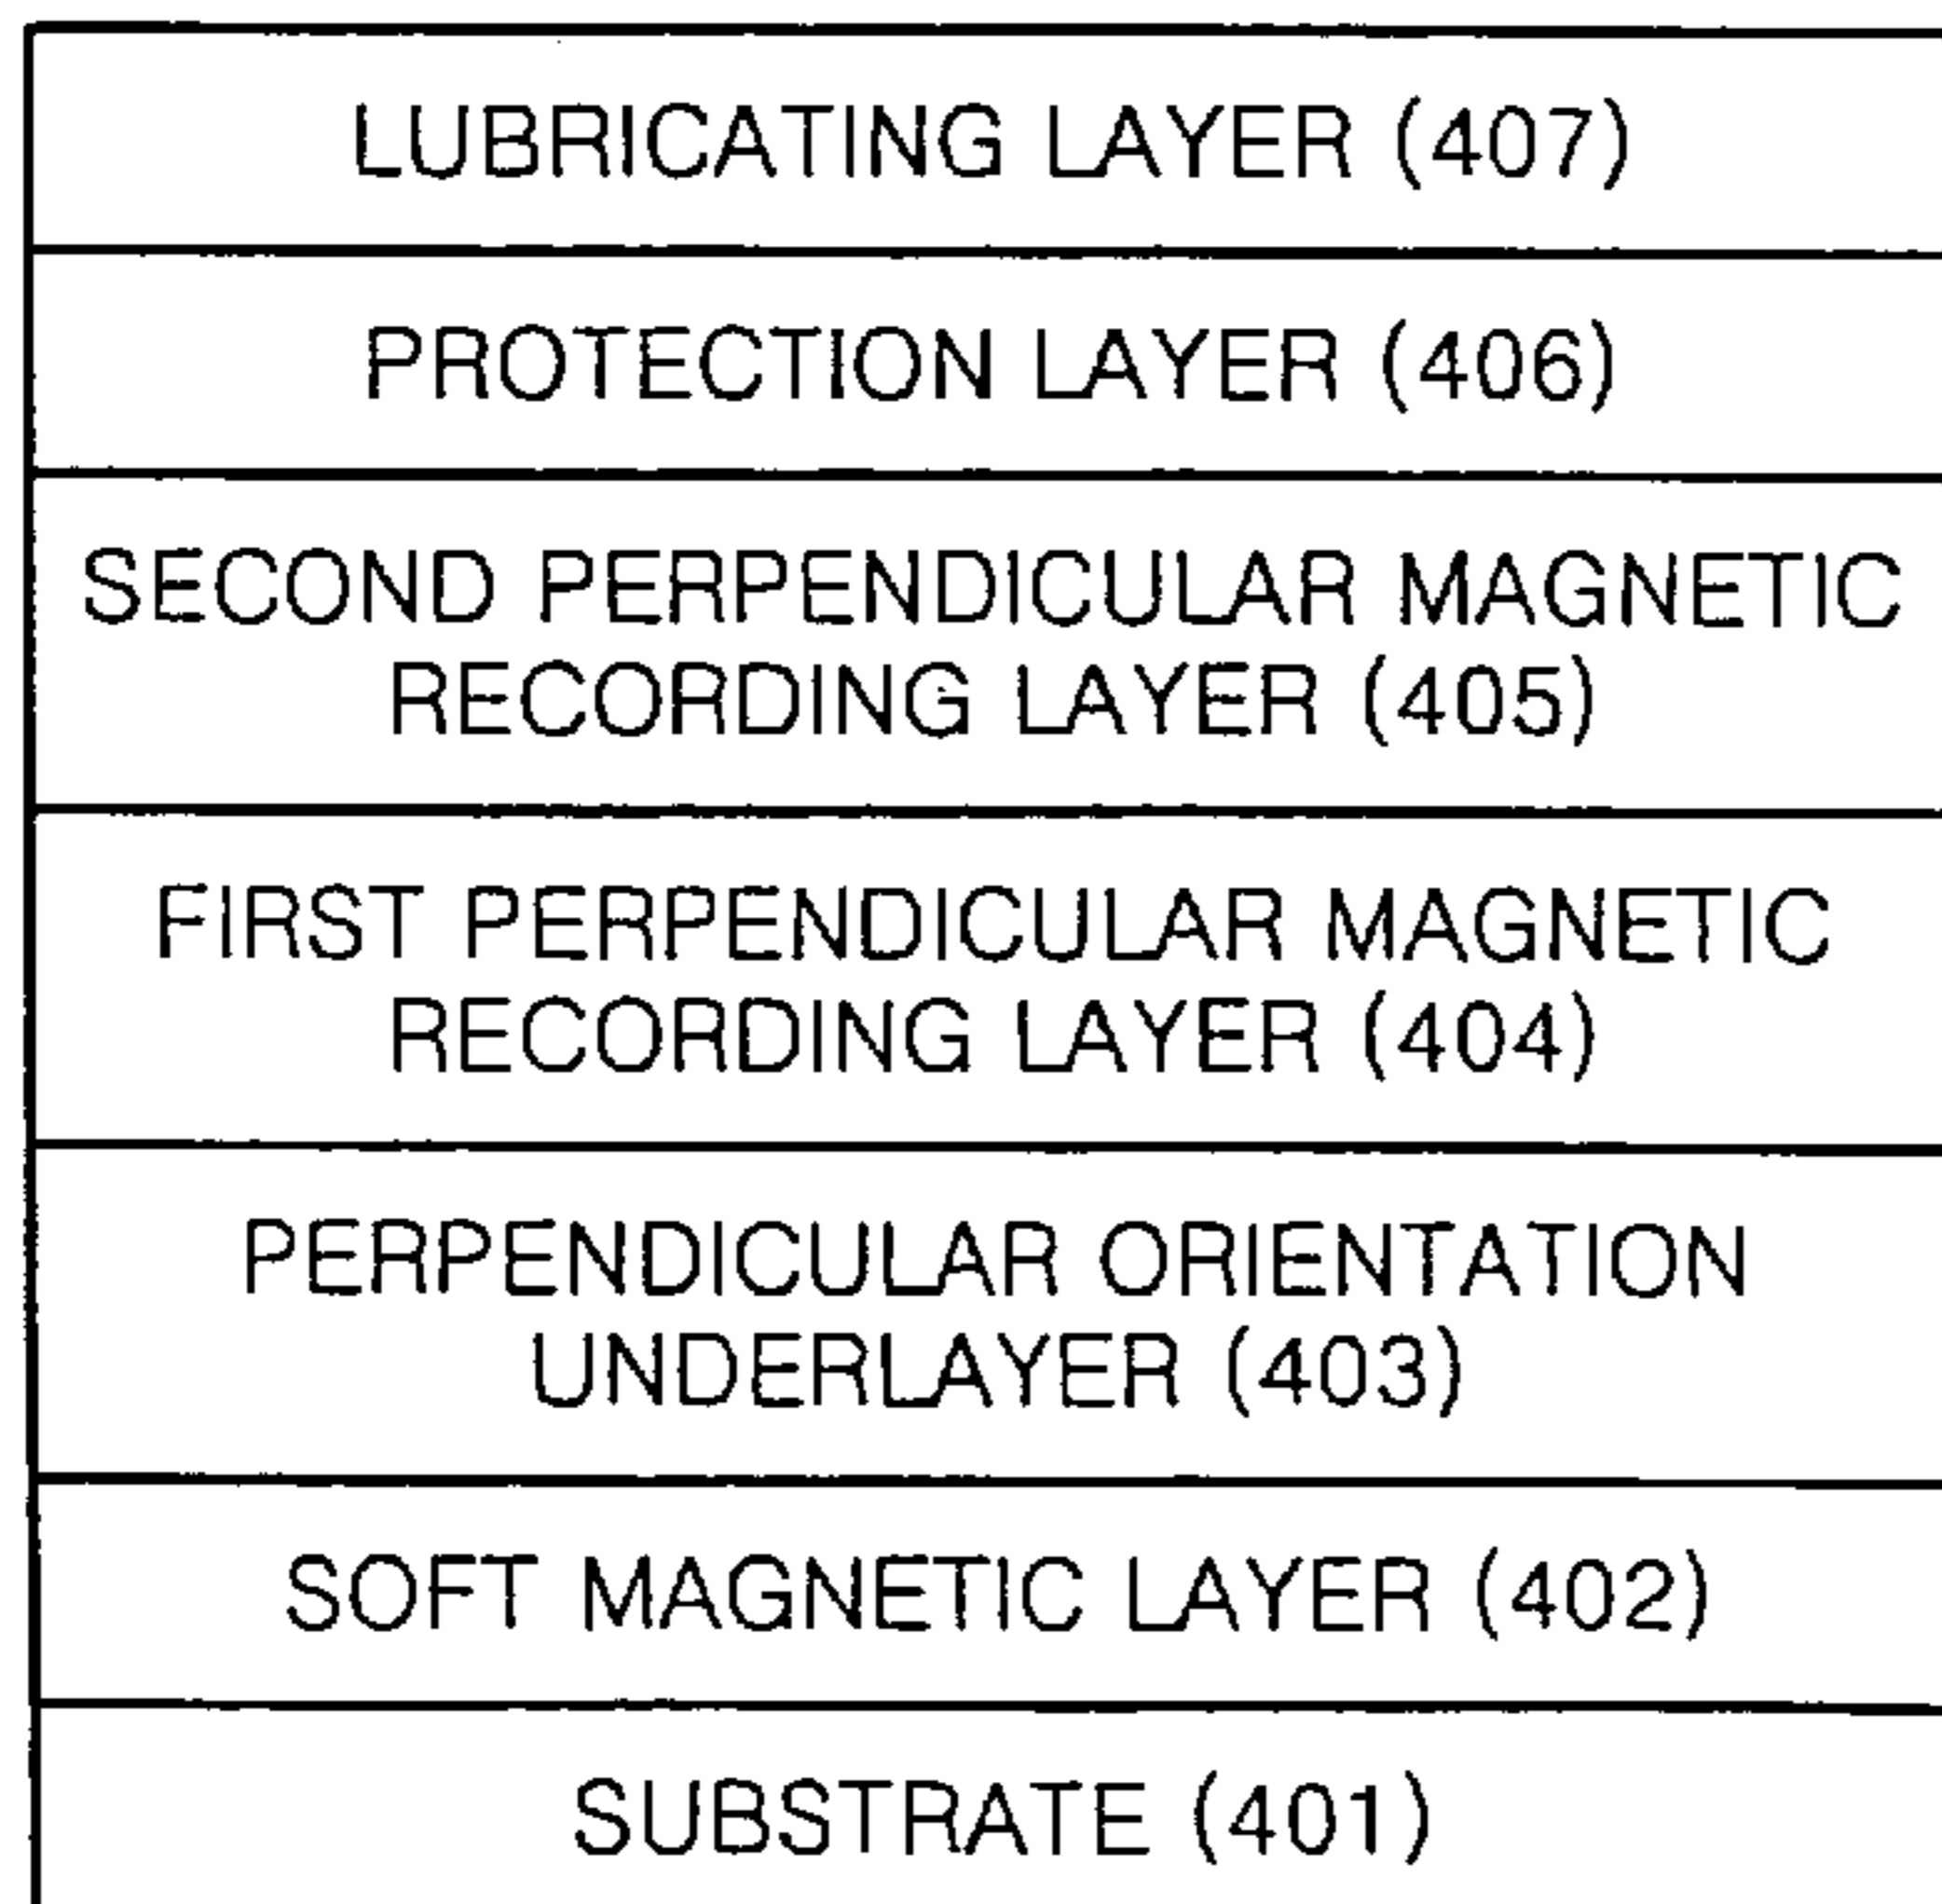 LUBRICATING LAYER (407)
PROTECTION LAYER (406)
SECOND PERPENDICULAR MAGNETIC
RECORDING LAYER (405)
FIRST PERPENDICULAR MAGNETIC
RECORDING LAYER (404)
PERPENDICULAR ORIENTATION
UNDERLAYER (403)
SOFT MAGNETIC LAYER (402)
SUBSTRATE (401)